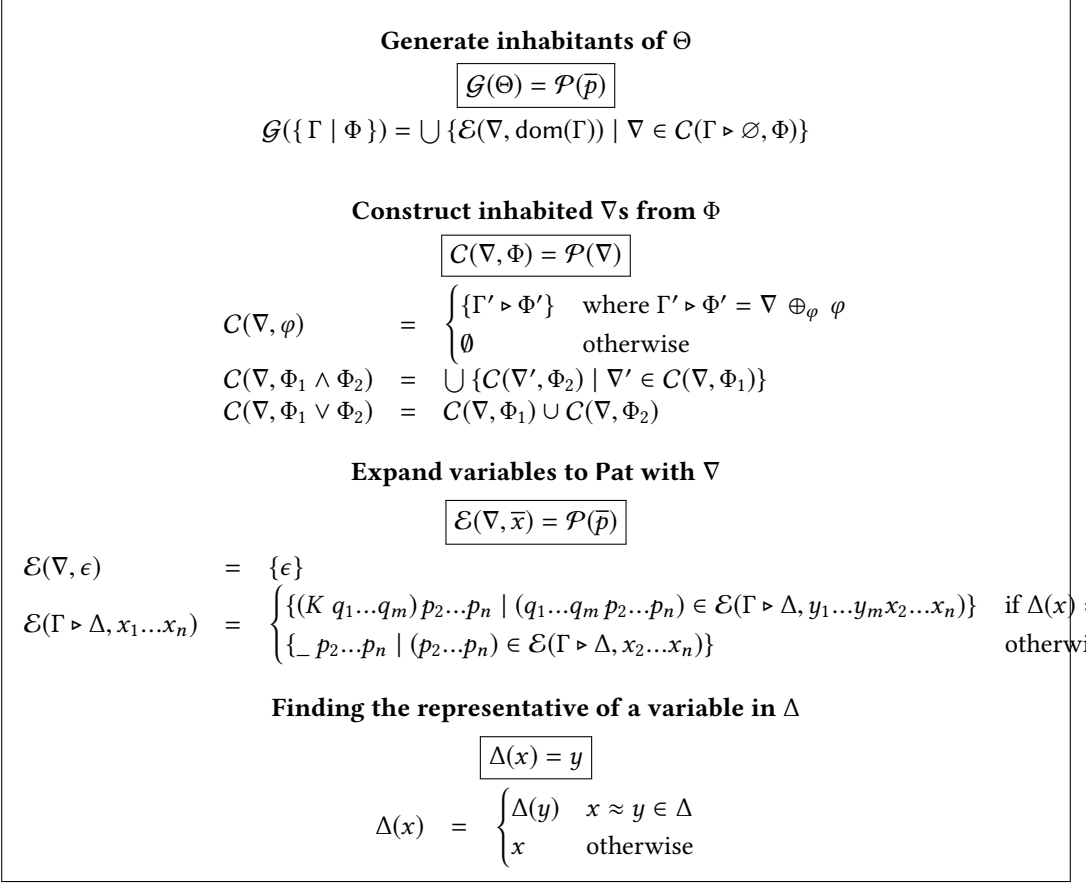 Generate inhabitants of Θ
𝒢(Θ) = 𝒫(p̅)
𝒢({ Γ | Φ }) = ⋃ {ℰ(∇, dom(Γ)) | ∇ ∈ 𝒞(Γ ▹ ∅, Φ)}
Construct inhabited ∇s from Φ
𝒞(∇, Φ) = 𝒫(∇)
𝒞(∇, φ) = { {Γ′ ▹ Φ′} where Γ′ ▹ Φ′ = ∇ ⊕φ φ
∅ otherwise
𝒞(∇, Φ₁ ∧ Φ₂) = ⋃ {𝒞(∇′, Φ₂) | ∇′ ∈ 𝒞(∇, Φ₁)}
𝒞(∇, Φ₁ ∨ Φ₂) = 𝒞(∇, Φ₁) ∪ 𝒞(∇, Φ₂)
Expand variables to Pat with ∇
ℰ(∇, x̅) = 𝒫(p̅)
ℰ(∇, ϵ) = {ϵ}
ℰ(Γ ▹ Δ, x₁...xₙ) = { {(K q₁...qₘ) p₂...pₙ | (q₁...qₘ p₂...pₙ) ∈ ℰ(Γ ▹ Δ, y₁...yₘx₂...xₙ)} if Δ(x)
{_ p₂...pₙ | (p₂...pₙ) ∈ ℰ(Γ ▹ Δ, x₂...xₙ)}
Finding the representative of a variable in Δ
Δ(x) = y
Δ(x) = { Δ(y) x ≈ y ∈ Δ
x otherwise